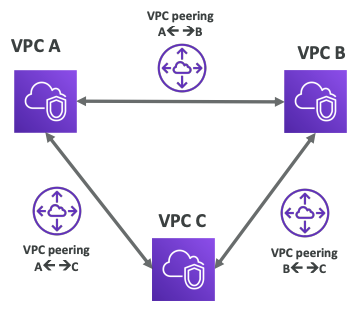 VPC peering
A← →B
VPC A
VPC B
VPC C
VPC peering
A← →C
VPC peering
B← →C